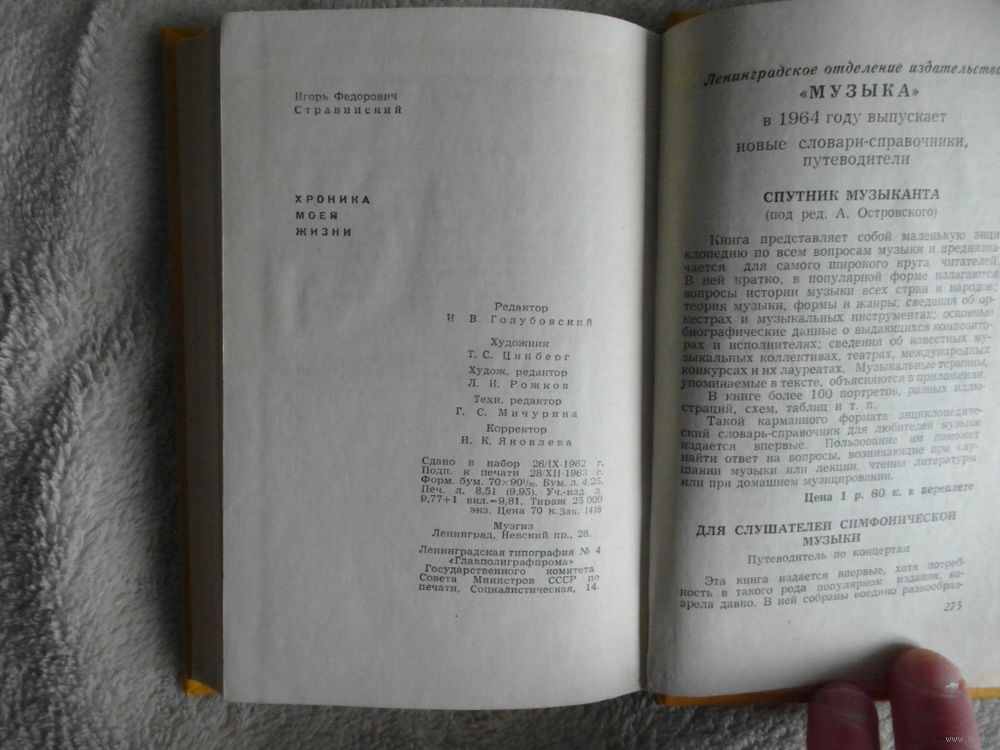 Игорь Федорович
Стравинский
ХРОНИКА
МОЕЙ
ЖИЗНИ
Редактор
И. В. Голубовский
Художник
Т. С. Цинберг
Худож. редактор
Л. И. Рожков
Техн. редактор
Г. С. Мичурина
Корректор
Н. К. Яковлева
Сдано в набор 26/IX-1962 г.
Подп. к печати 28/XII-1963 г.
Форм. бум. 70×90¹/₃₂. Бум. л. 4,25.
Печ. л. 8,51 (9,95). Уч.-изд. л.
9,77+1 вкл.=9,81. Тираж 25 000
экз. Цена 70 к. Зак. 1418
Музгиз
Ленинград, Невский пр., 28.
Ленинградская типография № 4
«Главполиграфпрома»
Государственного комитета
Совета Министров СССР по
печати, Социалистическая, 14.
Ленинградское отделение издательства
«МУЗЫКА»
в 1964 году выпускает
новые словари-справочники,
путеводители
СПУТНИК МУЗЫКАНТА
(под ред. А. Островского)
Книга представляет собой маленькую энци-
клопедию по всем вопросам музыки и предназна-
чается для самого широкого круга читателей.
В ней кратко, в популярной форме излагаются
вопросы истории музыки всех стран и народов;
теория музыки, формы и жанры; сведения об ор-
кестрах и музыкальных инструментах; основные
биографические данные о выдающихся композито-
рах и исполнителях; сведения об известных му-
зыкальных коллективах, театрах, международных
конкурсах и их лауреатах. Музыкальные термины,
упоминаемые в тексте, объясняются в приложении.
В книге более 100 портретов, разных иллю-
страций, схем, таблиц и т. п.
Такой карманного формата энциклопедиче-
ский словарь-справочник для любителей музыки
издается впервые. Пользование им поможет
найти ответ на вопросы, возникающие при слу-
шании музыки или лекции, чтении литературы
или при домашнем музицировании.
Цена 1 р. 60 к. в переплете
ДЛЯ СЛУШАТЕЛЕЙ СИМФОНИЧЕСКОЙ
МУЗЫКИ
Путеводитель по концертам
Эта книга издается впервые, хотя потреб-
ность в такого рода популярном издании, на-
зрела давно. В ней собраны воедино разнообраз-
275